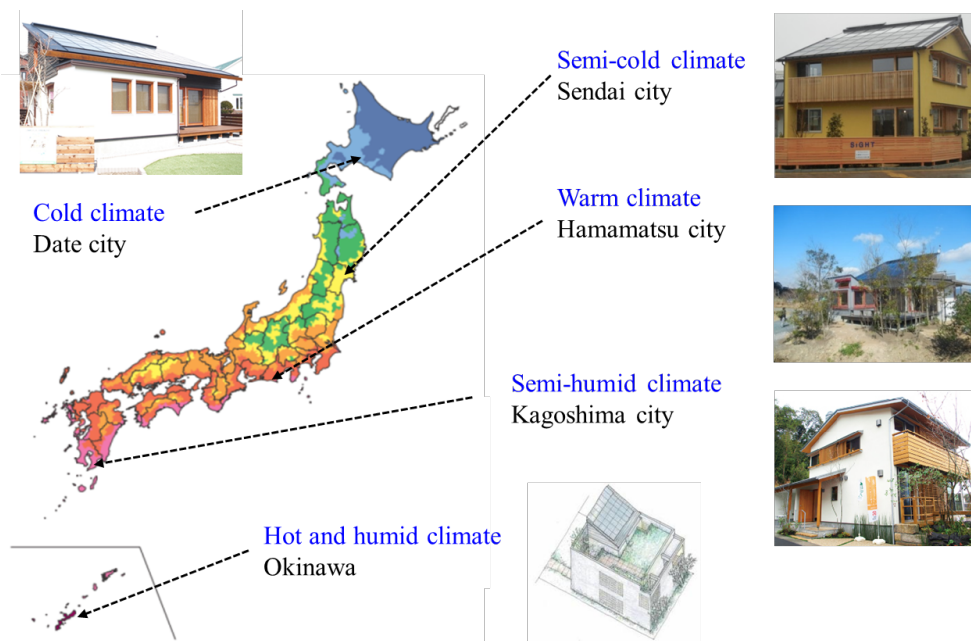 Semi-cold climate
Sendai city
Cold climate
Date city
Warm climate
Hamamatsu city
Semi-humid climate
Kagoshima city
Hot and humid climate
Okinawa
SIGHT